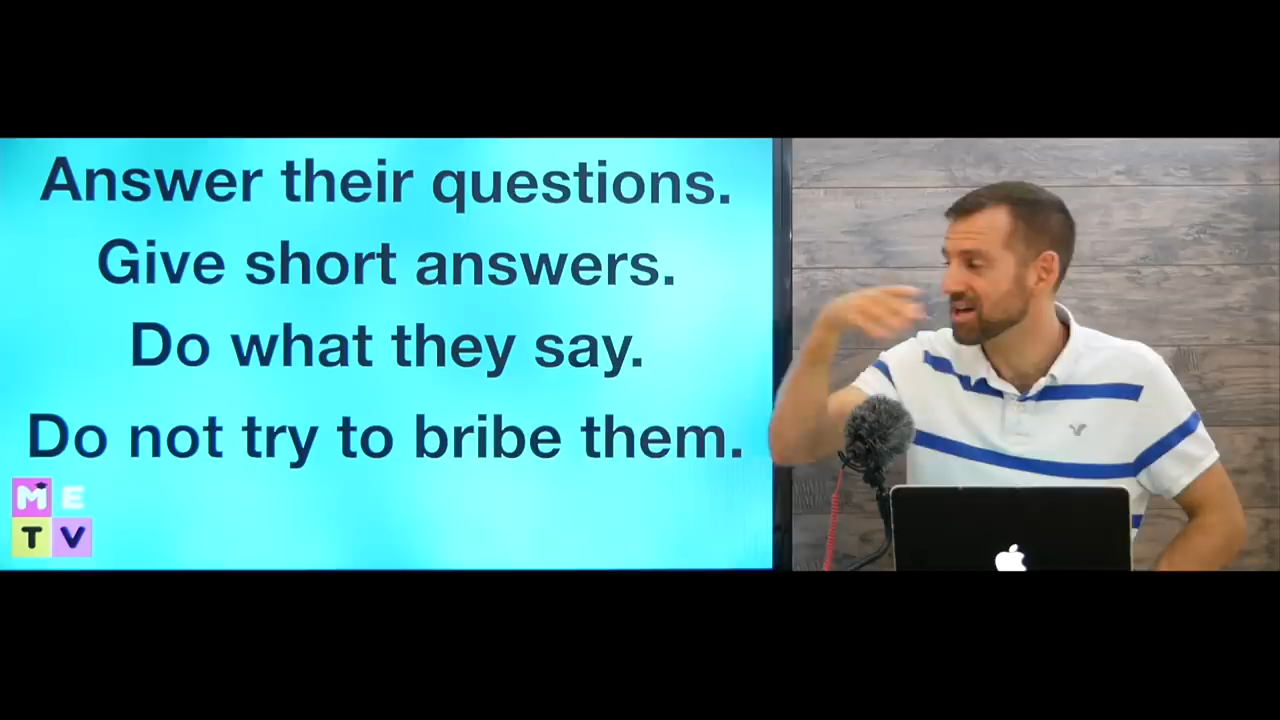 Answer their questions.
Give short answers.
Do what they say.
Do not try to bribe them.
M E
T V